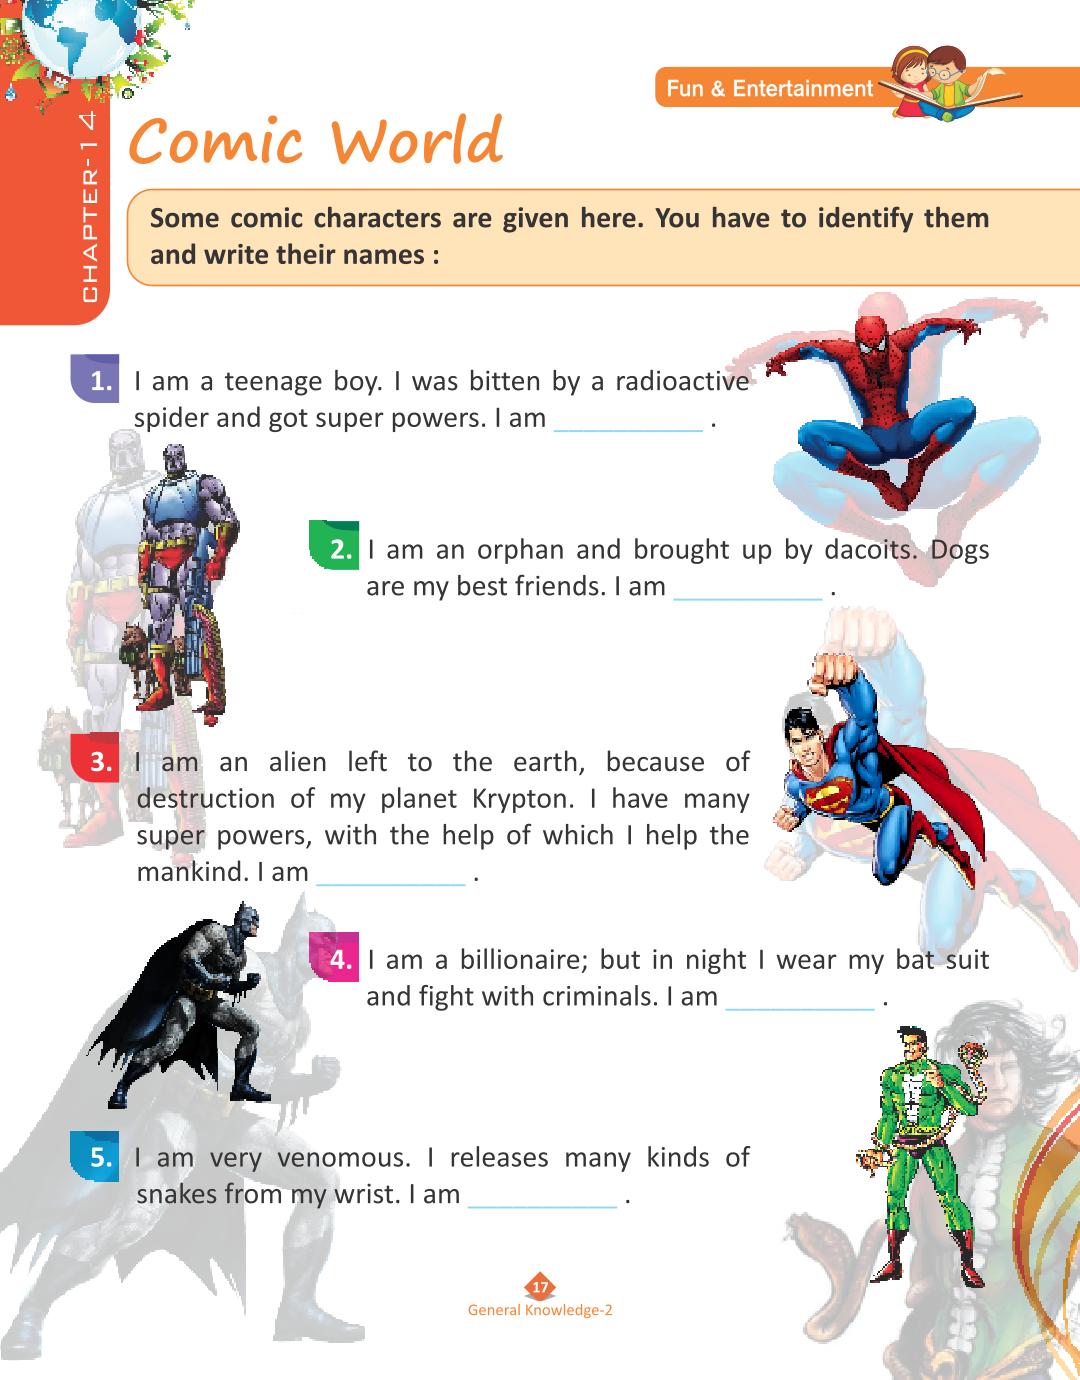 Fun & Entertainment
CHAPTER-14
Comic World
Some comic characters are given here. You have to identify them
and write their names :
1. I am a teenage boy. I was bitten by a radioactive
spider and got super powers. I am __________ .
2. I am an orphan and brought up by dacoits. Dogs
are my best friends. I am __________ .
3. I am an alien left to the earth, because of
destruction of my planet Krypton. I have many
super powers, with the help of which I help the
mankind. I am __________ .
4. I am a billionaire; but in night I wear my bat suit
and fight with criminals. I am __________ .
5. I am very venomous. I releases many kinds of
snakes from my wrist. I am __________ .
17
General Knowledge-2